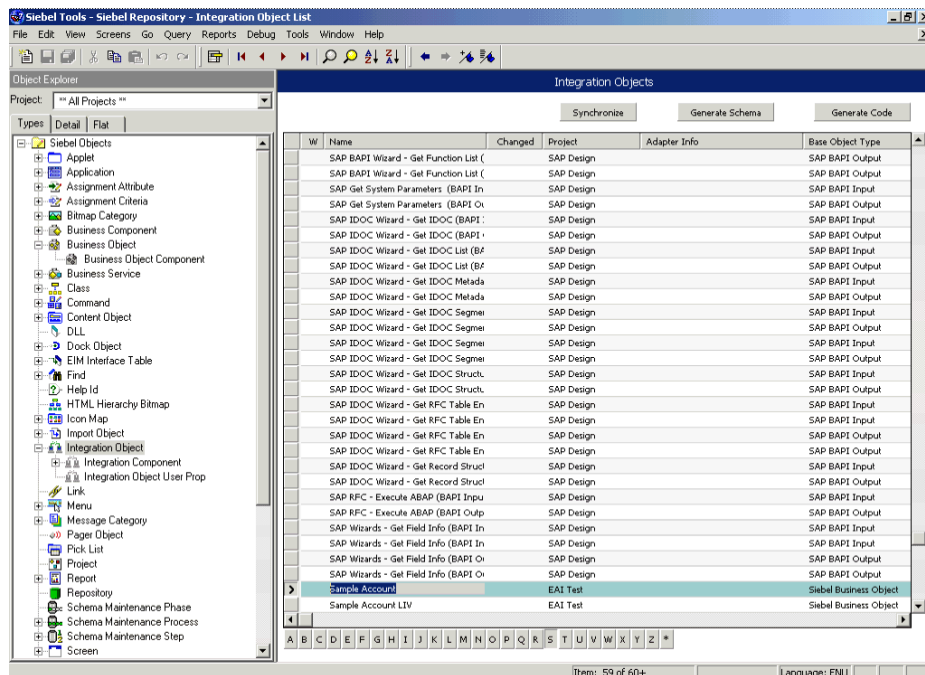 Siebel Tools - Siebel Repository - Integration Object List
File Edit View Screens Go Query Reports Debug Tools Window Help
Object Explorer
Project: ** All Projects **
Types Detail Flat
Siebel Objects
Applet
Application
Assignment Attribute
Assignment Criteria
Bitmap Category
Business Component
Business Object
Business Object Component
Business Service
Class
Command
Content Object
DLL
Dock Object
EIM Interface Table
Find
Help Id
HTML Hierarchy Bitmap
Icon Map
Import Object
Integration Object
Integration Component
Integration Object User Prop
Link
Menu
Message Category
Pager Object
Pick List
Project
Report
Repository
Schema Maintenance Phase
Schema Maintenance Process
Schema Maintenance Step
Screen
Integration Objects
Synchronize Generate Schema Generate Code
W Name Changed Project Adapter Info Base Object Type
SAP BAPI Wizard - Get Function List ( SAP Design SAP BAPI Output
SAP BAPI Wizard - Get Function List ( SAP Design SAP BAPI Output
SAP Get System Parameters (BAPI In SAP Design SAP BAPI Input
SAP Get System Parameters (BAPI Ou SAP Design SAP BAPI Output
SAP IDOC Wizard - Get IDOC (BAPI SAP Design SAP BAPI Input
SAP IDOC Wizard - Get IDOC (BAPI SAP Design SAP BAPI Output
SAP IDOC Wizard - Get IDOC List (BA SAP Design SAP BAPI Input
SAP IDOC Wizard - Get IDOC List (BA SAP Design SAP BAPI Output
SAP IDOC Wizard - Get IDOC Metada SAP Design SAP BAPI Input
SAP IDOC Wizard - Get IDOC Metada SAP Design SAP BAPI Output
SAP IDOC Wizard - Get IDOC Segmer SAP Design SAP BAPI Input
SAP IDOC Wizard - Get IDOC Segmer SAP Design SAP BAPI Output
SAP IDOC Wizard - Get IDOC Segmer SAP Design SAP BAPI Input
SAP IDOC Wizard - Get IDOC Segmer SAP Design SAP BAPI Output
SAP IDOC Wizard - Get IDOC Structu SAP Design SAP BAPI Input
SAP IDOC Wizard - Get IDOC Structu SAP Design SAP BAPI Output
SAP IDOC Wizard - Get RFC Table En SAP Design SAP BAPI Input
SAP IDOC Wizard - Get RFC Table En SAP Design SAP BAPI Input
SAP IDOC Wizard - Get RFC Table En SAP Design SAP BAPI Output
SAP IDOC Wizard - Get RFC Table En SAP Design SAP BAPI Output
SAP IDOC Wizard - Get Record Struct SAP Design SAP BAPI Input
SAP IDOC Wizard - Get Record Struct SAP Design SAP BAPI Output
SAP RFC - Execute ABAP (BAPI Inpu SAP Design SAP BAPI Input
SAP RFC - Execute ABAP (BAPI Outp SAP Design SAP BAPI Output
SAP Wizards - Get Field Info (BAPI In SAP Design SAP BAPI Input
SAP Wizards - Get Field Info (BAPI In SAP Design SAP BAPI Input
SAP Wizards - Get Field Info (BAPI Ou SAP Design SAP BAPI Output
SAP Wizards - Get Field Info (BAPI Ou SAP Design SAP BAPI Output
Sample Account EAI Test Siebel Business Object
Sample Account LIV EAI Test Siebel Business Object
A B C D E F G H I J K L M N O P Q R S T U V W X Y Z *
Item: 59 of 60+ Language: ENU